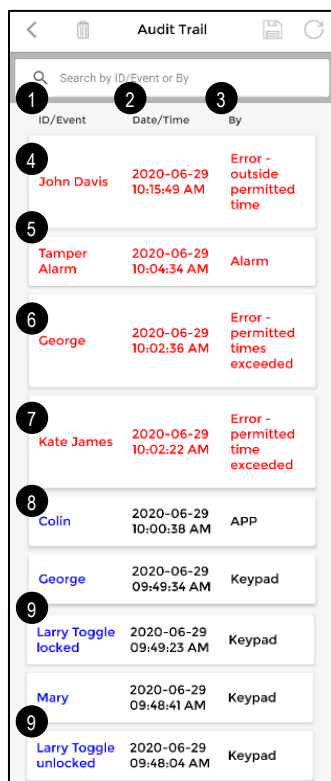 Audit Trail
Search by ID/Event or By
1 2 3
ID/Event Date/Time By
4
John Davis 2020-06-29 10:15:49 AM Error - outside permitted time
5
Tamper Alarm 2020-06-29 10:04:34 AM Alarm
6
George 2020-06-29 10:02:36 AM Error - permitted times exceeded
7
Kate James 2020-06-29 10:02:22 AM Error - permitted time exceeded
8
Colin 2020-06-29 10:00:38 AM APP
George 2020-06-29 09:49:34 AM Keypad
9
Larry Toggle locked 2020-06-29 09:49:23 AM Keypad
Mary 2020-06-29 09:48:41 AM Keypad
9
Larry Toggle unlocked 2020-06-29 09:48:04 AM Keypad